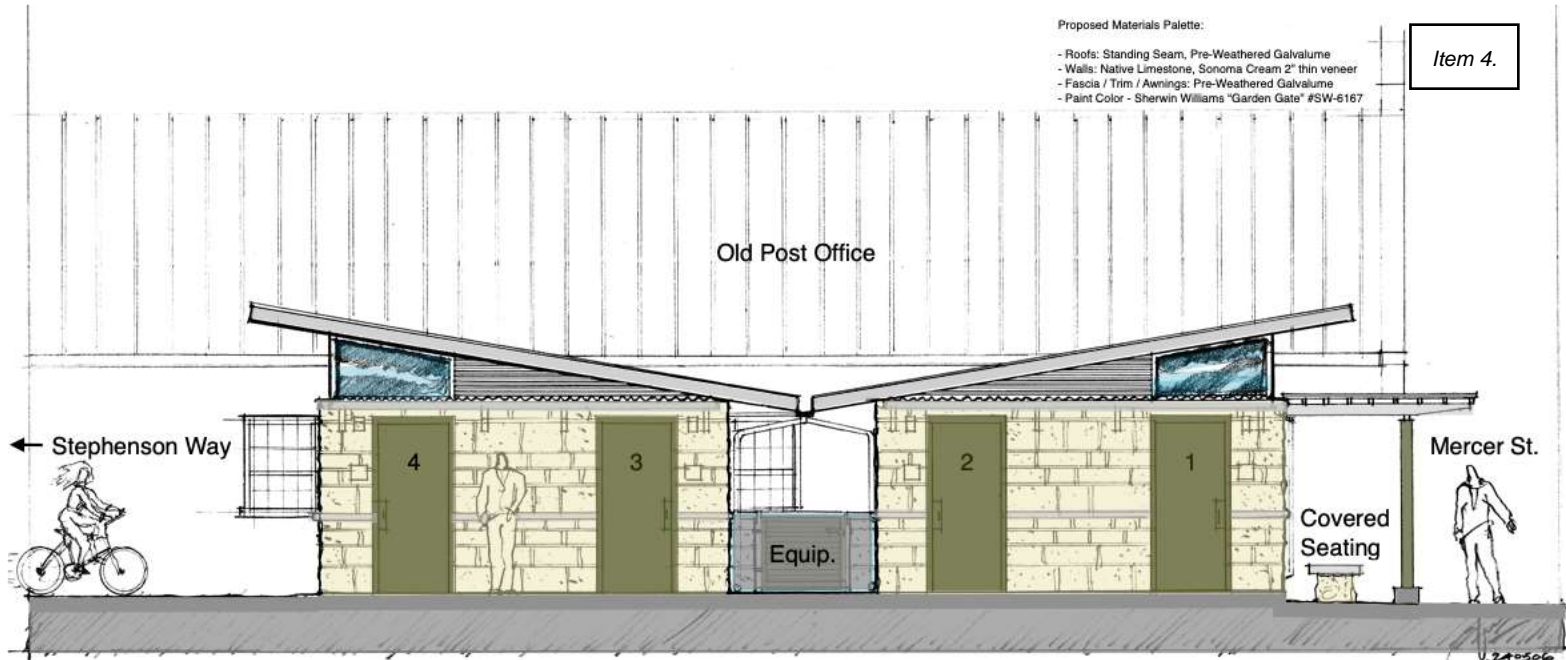 Proposed Materials Palette:
- Roofs: Standing Seam, Pre-Weathered Galvalume
- Walls: Native Limestone, Sonoma Cream 2" thin veneer
- Fascia / Trim / Awnings: Pre-Weathered Galvalume
- Paint Color - Sherwin Williams "Garden Gate" #SW-6167
Item 4.
Old Post Office
Stephenson Way
4
3
2
1
Mercer St.
Equip.
Covered
Seating
240506